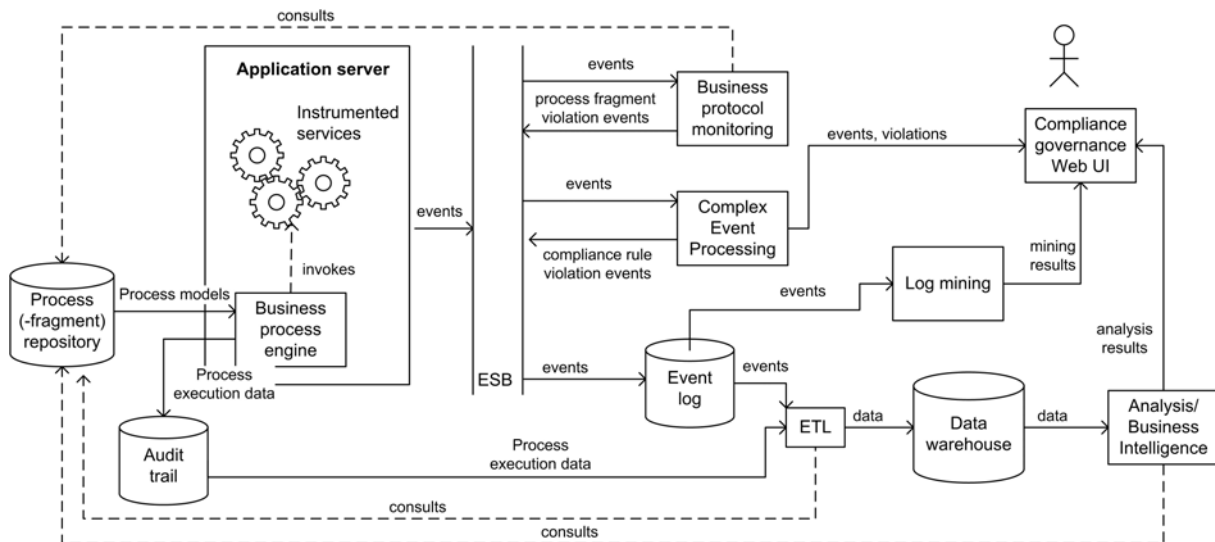 consults
Application server
Instrumented
services
invokes
Process models
Process
(-fragment)
repository
Business
process
engine
Process
execution data
Audit
trail
events
ESB
events
process fragment
violation events
Business
protocol
monitoring
events
compliance rule
violation events
Complex
Event
Processing
events, violations
Compliance
governance
Web UI
mining
results
Log mining
events
events
Event
log
events
analysis
results
Process
execution data
ETL
data
Data
warehouse
data
Analysis/
Business
Intelligence
consults
consults